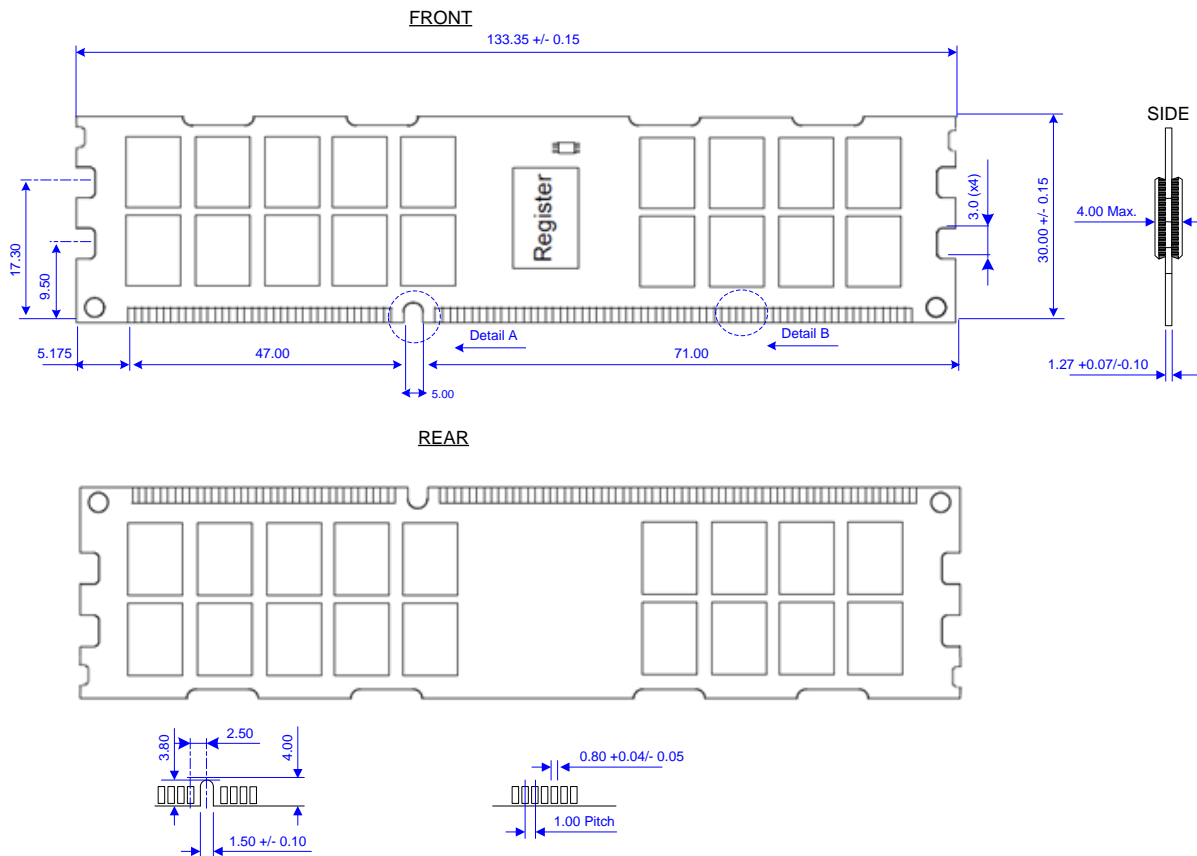 FRONT
133.35 +/- 0.15
SIDE
Register
3.0 (x4)
30.00 +/- 0.15
4.00 Max.
17.30
9.50
Detail A
Detail B
5.175
47.00
71.00
5.00
1.27 +0.07/-0.10
REAR
3.80
2.50
4.00
0.80 +0.04/- 0.05
1.00 Pitch
1.50 +/- 0.10